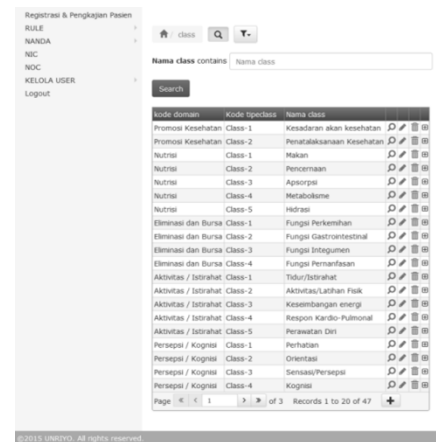 Registrasi & Pengkajian Pasien
RULE
NANDA
NIC
NOC
KELOLA USER
Logout
/ class
Nama class contains Nama class
Search
kode domain Kode tipeclass Nama class
Promosi Kesehatan Class-1 Kesadaran akan kesehatan
Promosi Kesehatan Class-2 Penatalaksanaan Kesehatan
Nutrisi Class-1 Makan
Nutrisi Class-2 Pencernaan
Nutrisi Class-3 Apsorpsi
Nutrisi Class-4 Metabolisme
Nutrisi Class-5 Hidrasi
Eliminasi dan Bursa Class-1 Fungsi Perkemihan
Eliminasi dan Bursa Class-2 Fungsi Gastrointestinal
Eliminasi dan Bursa Class-3 Fungsi Integumen
Eliminasi dan Bursa Class-4 Fungsi Pernanfasan
Aktivitas / Istirahat Class-1 Tidur/Istirahat
Aktivitas / Istirahat Class-2 Aktivitas/Latihan Fisik
Aktivitas / Istirahat Class-3 Keseimbangan energi
Aktivitas / Istirahat Class-4 Respon Kardio-Pulmonal
Aktivitas / Istirahat Class-5 Perawatan Diri
Persepsi / Kognisi Class-1 Perhatian
Persepsi / Kognisi Class-2 Orientasi
Persepsi / Kognisi Class-3 Sensasi/Persepsi
Persepsi / Kognisi Class-4 Kognisi
Page 1 of 3 Records 1 to 20 of 47
©2015 UNRIYO. All rights reserved.